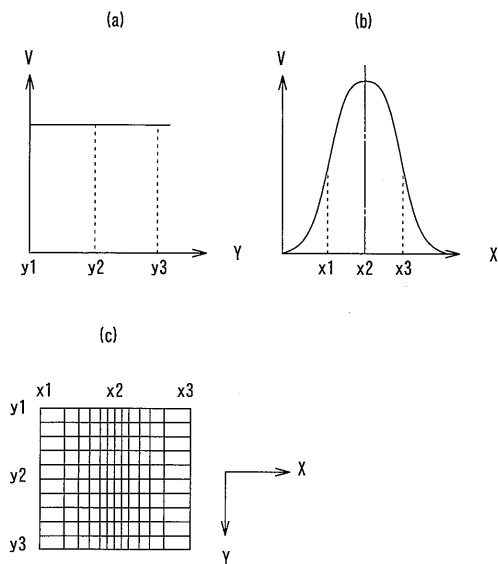 (a)
V
y1 y2 y3 Y
(b)
V
x1 x2 x3 X
(c)
x1 x2 x3
y1
y2
y3
X
Y